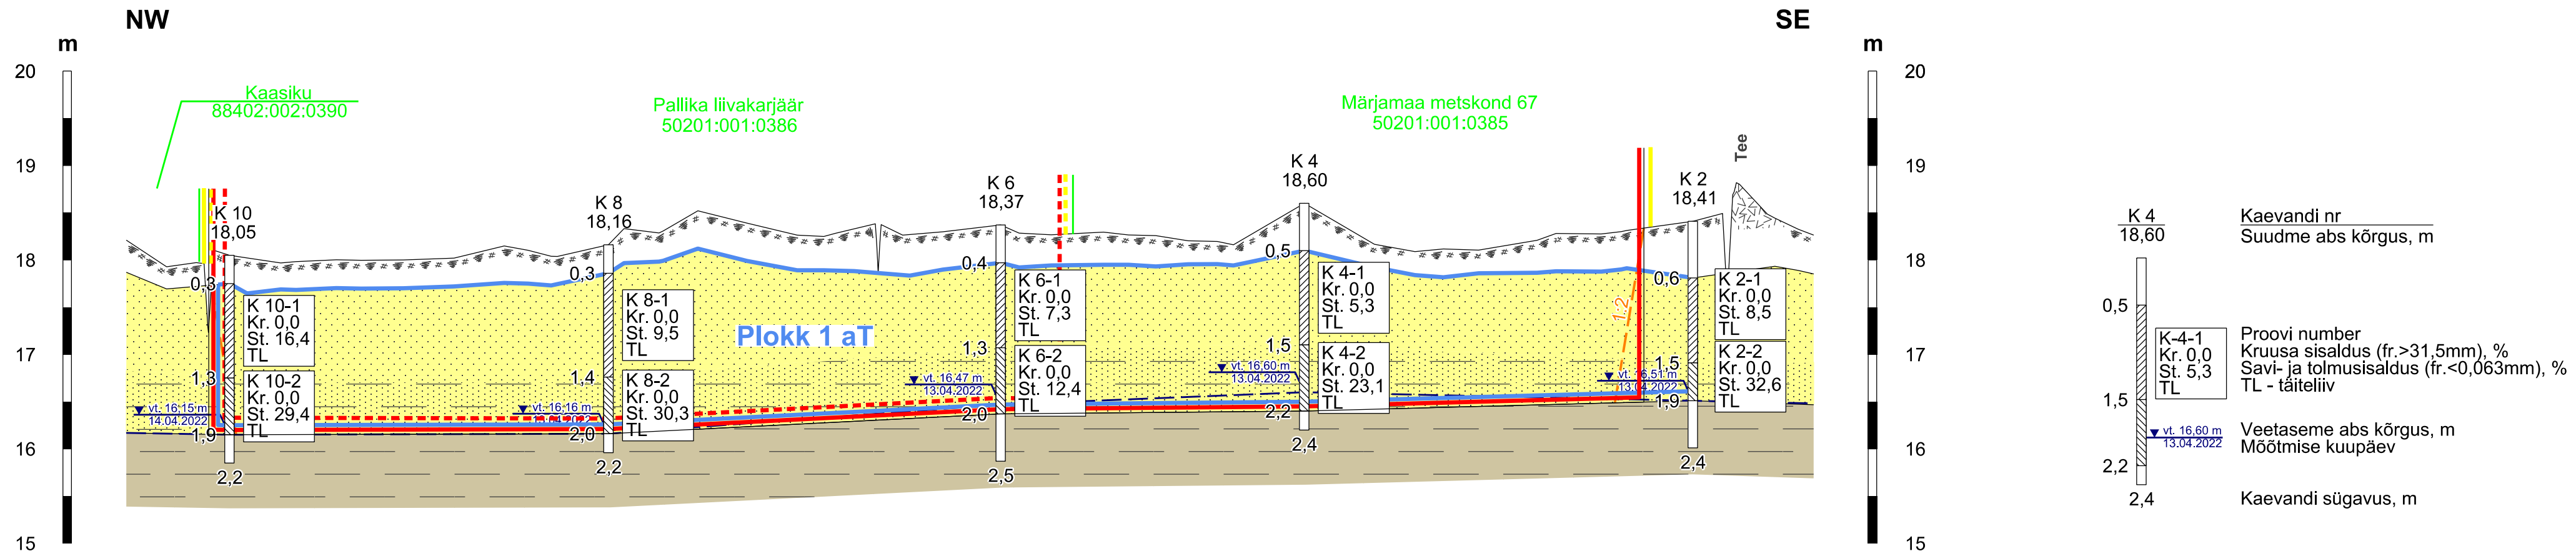 NW
SE
m
m
20
19
18
17
16
15
20
19
18
17
16
15
Kaasiku
88402:002:0390
Pallika liivakarjäär
50201:001:0386
Märjamaa metskond 67
50201:001:0385
Tee
K 10
18,05
0,3
1,3
1,9
2,2
K 10-1
Kr. 0,0
St. 16,4
TL
K 10-2
Kr. 0,0
St. 29,4
TL
vt. 16,15 m
14.04.2022
K 8
18,16
0,3
1,4
2,0
2,2
K 8-1
Kr. 0,0
St. 9,5
TL
K 8-2
Kr. 0,0
St. 30,3
TL
vt. 16,16 m
Plokk 1 aT
K 6
18,37
0,4
1,3
2,0
2,5
K 6-1
Kr. 0,0
St. 7,3
TL
K 6-2
Kr. 0,0
St. 12,4
TL
vt. 16,47 m
13.04.2022
K 4
18,60
0,5
1,5
2,2
2,4
K 4-1
Kr. 0,0
St. 5,3
TL
K 4-2
Kr. 0,0
St. 23,1
TL
vt. 16,60 m
13.04.2022
1:2
K 2
18,41
0,6
1,5
1,9
2,4
K 2-1
Kr. 0,0
St. 8,5
TL
K 2-2
Kr. 0,0
St. 32,6
TL
vt. 16,51 m
13.04.2022
K 4
18,60
Kaevandi nr
Suudme abs kõrgus, m
0,5
1,5
2,2
2,4
K-4-1
Kr. 0,0
St. 5,3
TL
Proovi number
Kruusa sisaldus (fr.>31,5mm), %
Savi- ja tolmusisaldus (fr.<0,063mm), %
TL - täiteliiv
vt. 16,60 m
13.04.2022
Veetaseme abs kõrgus, m
Mõõtmise kuupäev
Kaevandi sügavus, m